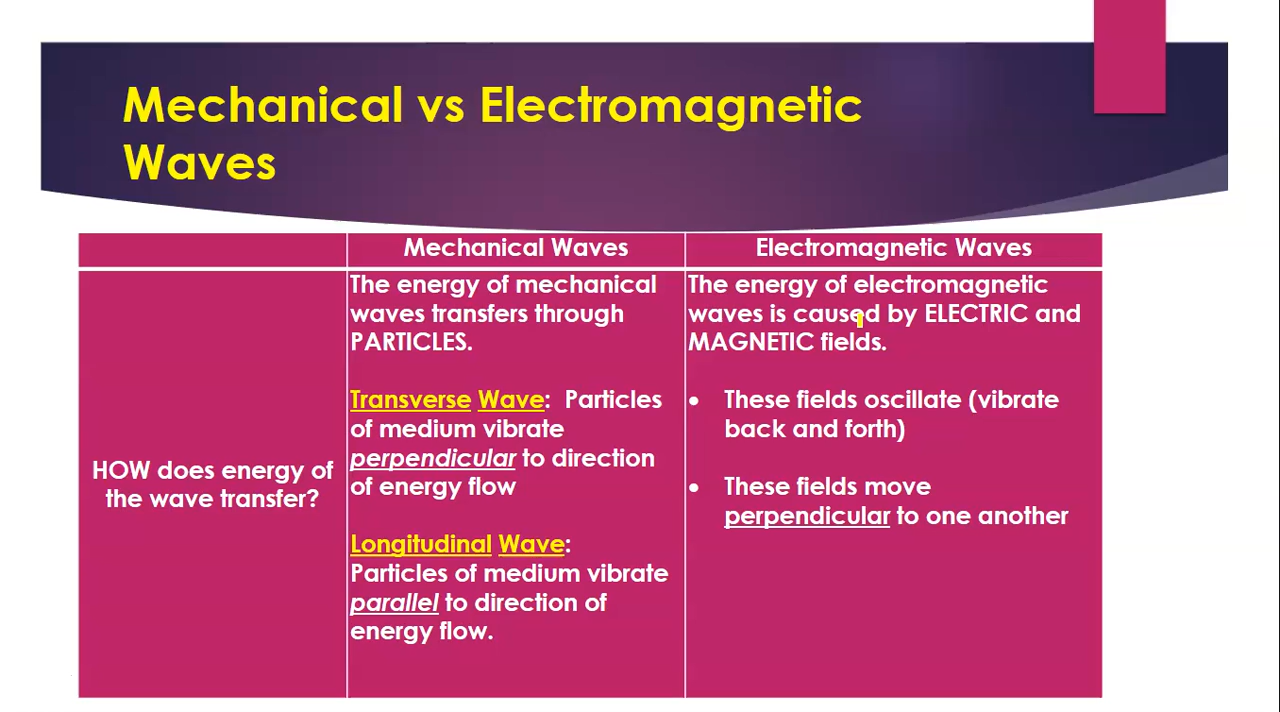 Mechanical vs Electromagnetic
Waves
Mechanical Waves
Electromagnetic Waves
HOW does energy of
the wave transfer?
The energy of mechanical
waves transfers through
PARTICLES.
Transverse Wave:  Particles
of medium vibrate
perpendicular to direction
of energy flow
Longitudinal Wave:
Particles of medium vibrate
parallel to direction of
energy flow.
The energy of electromagnetic
waves is caused by ELECTRIC and
MAGNETIC fields.
• These fields oscillate (vibrate
back and forth)
• These fields move
perpendicular to one another